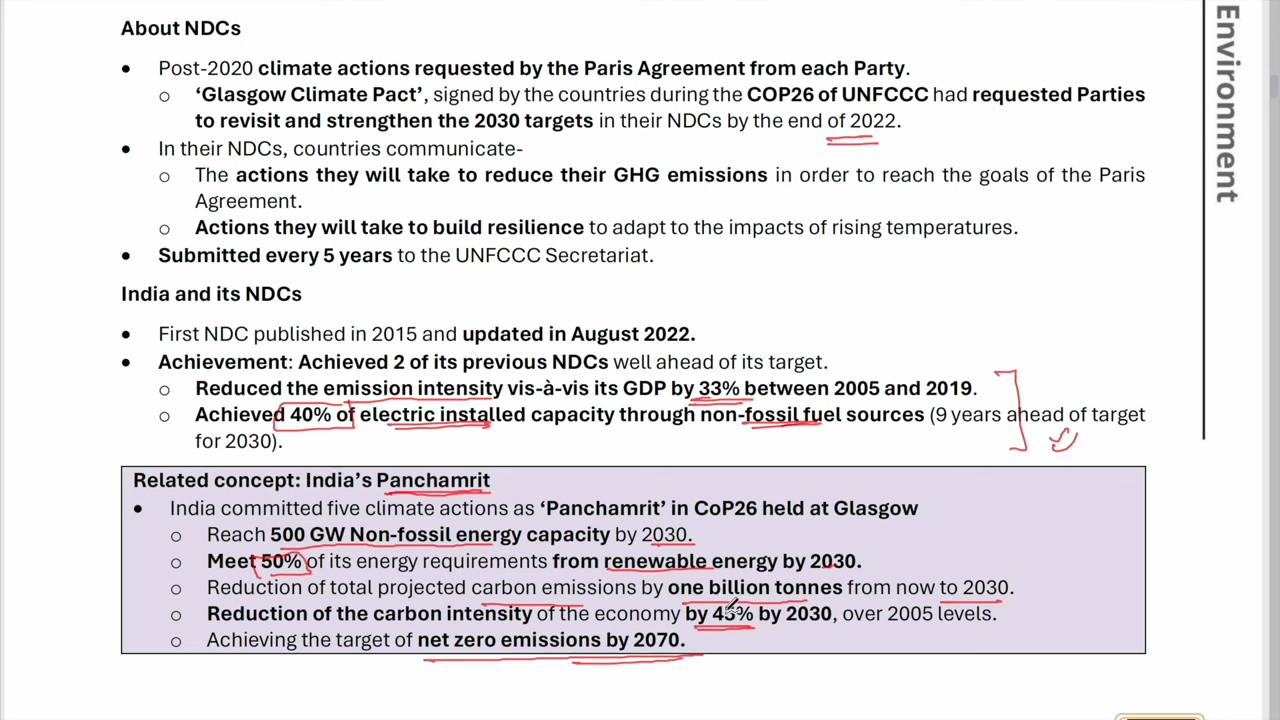 About NDCs
• Post-2020 climate actions requested by the Paris Agreement from each Party.
o ‘Glasgow Climate Pact’, signed by the countries during the COP26 of UNFCCC had requested Parties
to revisit and strengthen the 2030 targets in their NDCs by the end of 2022.
• In their NDCs, countries communicate-
o The actions they will take to reduce their GHG emissions in order to reach the goals of the Paris
Agreement.
o Actions they will take to build resilience to adapt to the impacts of rising temperatures.
• Submitted every 5 years to the UNFCCC Secretariat.
India and its NDCs
• First NDC published in 2015 and updated in August 2022.
• Achievement: Achieved 2 of its previous NDCs well ahead of its target.
o Reduced the emission intensity vis-à-vis its GDP by 33% between 2005 and 2019.
o Achieved 40% of electric installed capacity through non-fossil fuel sources (9 years ahead of target
for 2030).
Related concept: India’s Panchamrit
• India committed five climate actions as ‘Panchamrit’ in CoP26 held at Glasgow
o Reach 500 GW Non-fossil energy capacity by 2030.
o Meet 50% of its energy requirements from renewable energy by 2030.
o Reduction of total projected carbon emissions by one billion tonnes from now to 2030.
o Reduction of the carbon intensity of the economy by 45% by 2030, over 2005 levels.
o Achieving the target of net zero emissions by 2070.
Environment